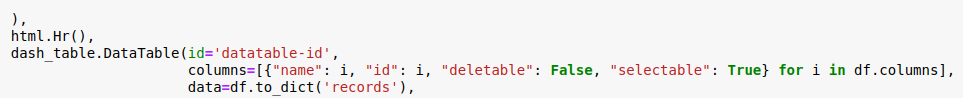 ),
html.Hr(),
dash_table.DataTable(id='datatable-id',
columns=[{"name": i, "id": i, "deletable": False, "selectable": True} for i in df.columns],
data=df.to_dict('records'),